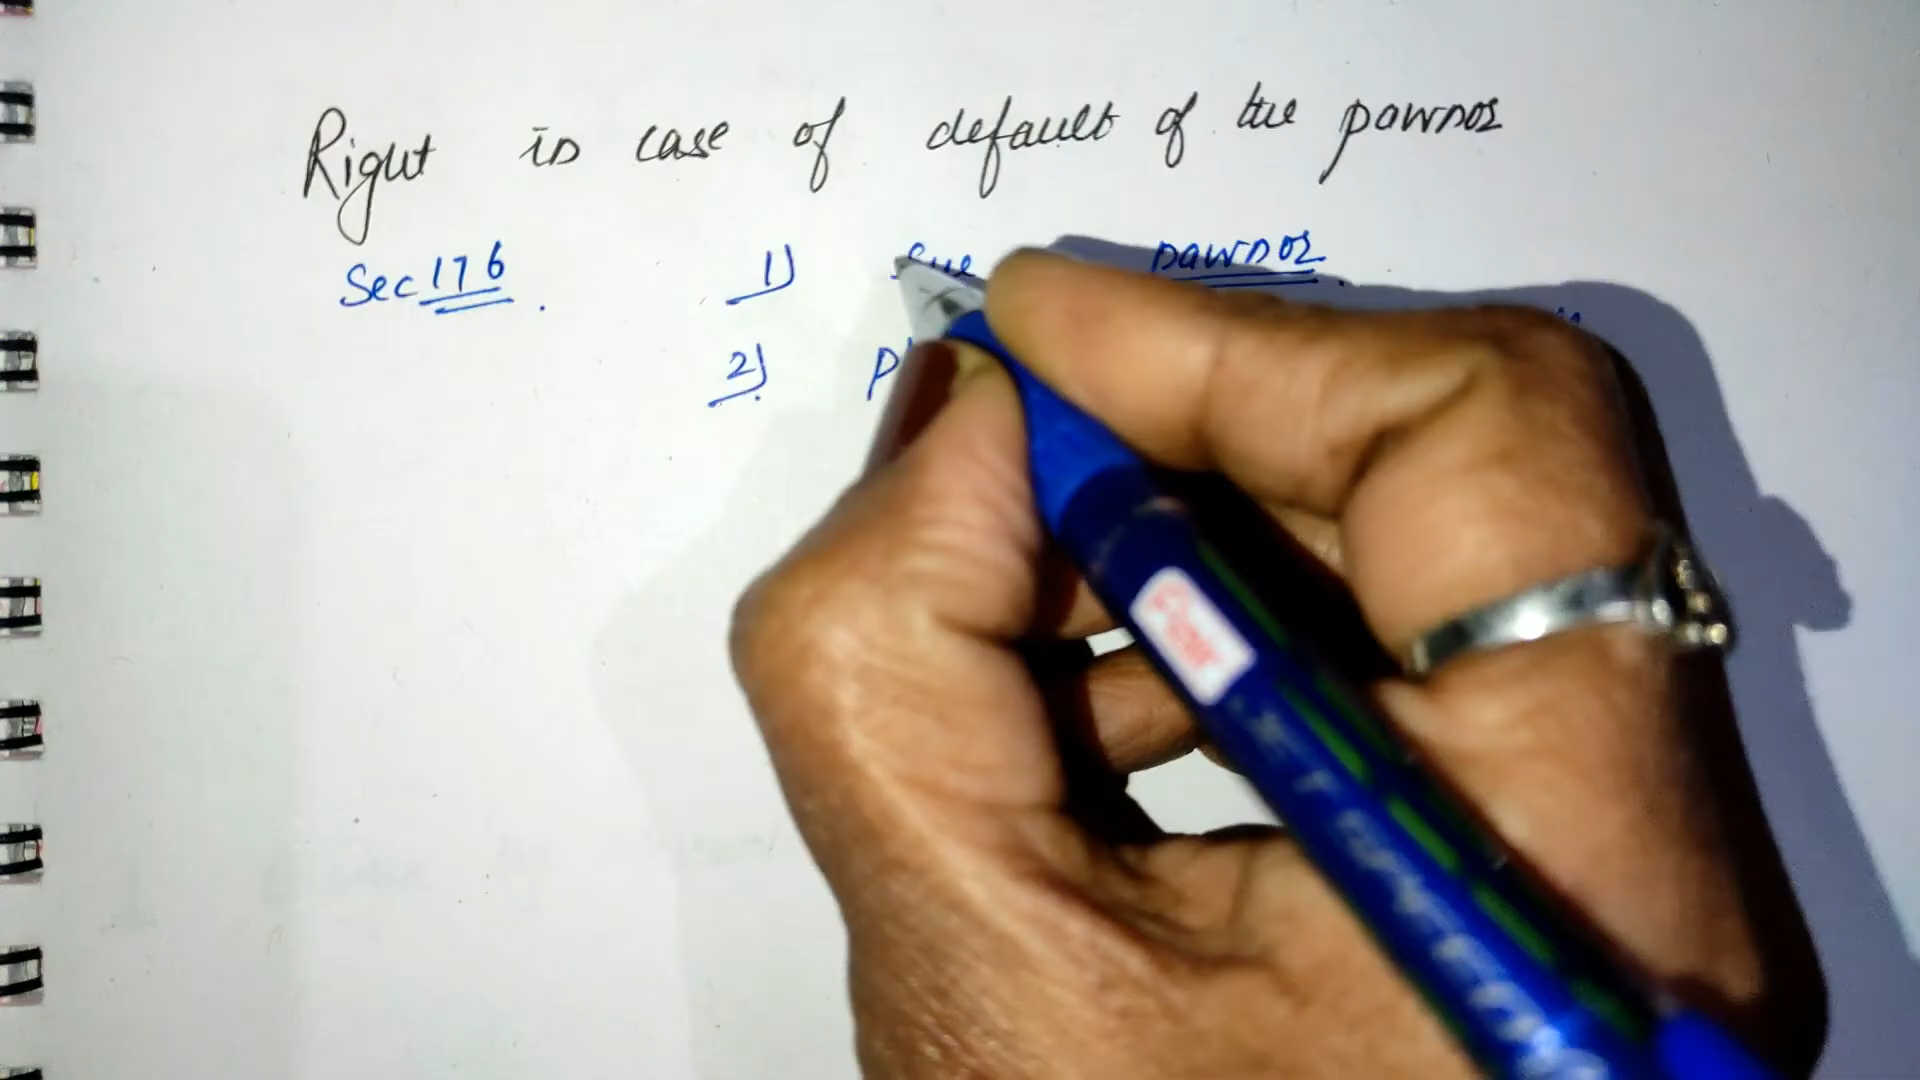 Right in case of default of the pawnor
Sec 176. 1) Sue pawnor.
2)